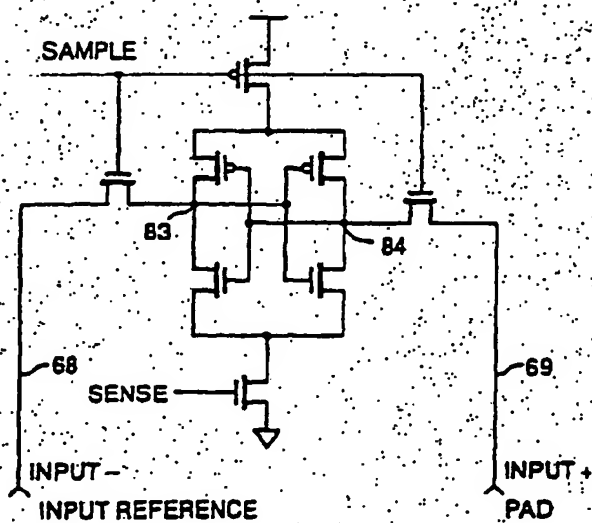 SAMPLE
83
84
68
69
SENSE
INPUT –
INPUT REFERENCE
INPUT +
PAD